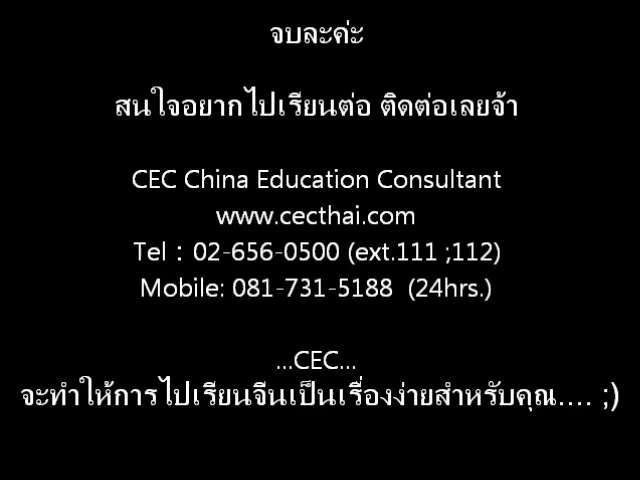 จบละค่ะ
สนใจอยากไปเรียนต่อ ติดต่อเลยจ้า
CEC China Education Consultant
www.cecthai.com
Tel : 02-656-0500 (ext.111 ;112)
Mobile: 081-731-5188 (24hrs.)
...CEC...
จะทำให้การไปเรียนจีนเป็นเรื่องง่ายสำหรับคุณ.... ;)